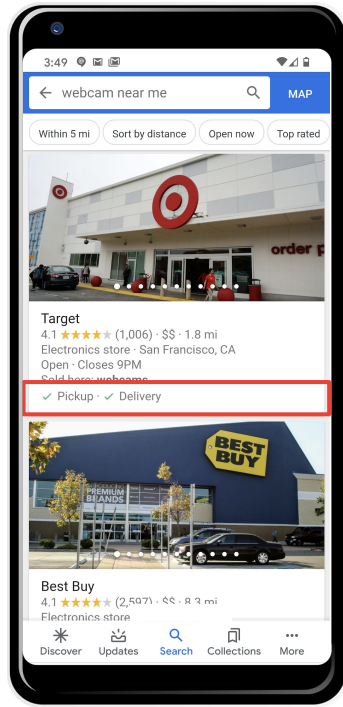 3:49
webcam near me
MAP
Within 5 mi
Sort by distance
Open now
Top rated
order p
Target
4.1 (1,006) · $$ · 1.8 mi
Electronics store · San Francisco, CA
Open · Closes 9PM
Sold here: webcams
✓ Pickup · ✓ Delivery
BEST
BUY
PREMIUM
BRANDS
Best Buy
4.1 (2,597) · $$ · 8.3 mi
Electronics store
Discover Updates Search Collections More